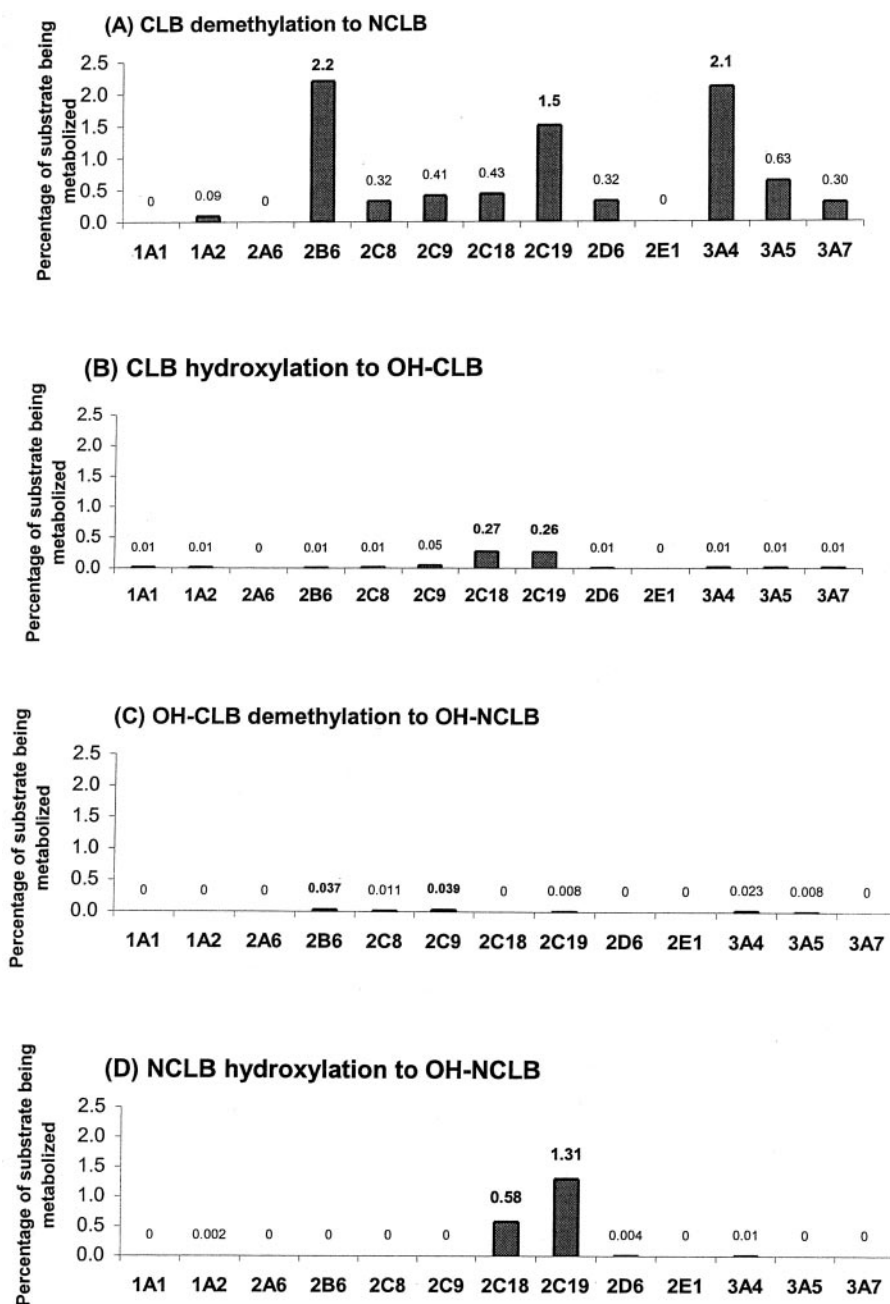 (A) CLB demethylation to NCLB
Percentage of substrate being
metabolized
2.5
2.0
1.5
1.0
0.5
0.0
0 0.09 0 2.2 0.32 0.41 0.43 1.5 0.32 0 2.1 0.63 0.30
1A1 1A2 2A6 2B6 2C8 2C9 2C18 2C19 2D6 2E1 3A4 3A5 3A7
(B) CLB hydroxylation to OH-CLB
Percentage of substrate being
metabolized
2.5
2.0
1.5
1.0
0.5
0.0
0.01 0.01 0 0.01 0.01 0.05 0.27 0.26 0.01 0 0.01 0.01 0.01
1A1 1A2 2A6 2B6 2C8 2C9 2C18 2C19 2D6 2E1 3A4 3A5 3A7
(C) OH-CLB demethylation to OH-NCLB
Percentage of substrate being
metabolized
2.5
2.0
1.5
1.0
0.5
0.0
0 0 0 0.037 0.011 0.039 0 0.008 0 0 0.023 0.008 0
1A1 1A2 2A6 2B6 2C8 2C9 2C18 2C19 2D6 2E1 3A4 3A5 3A7
(D) NCLB hydroxylation to OH-NCLB
Percentage of substrate being
metabolized
2.5
2.0
1.5
1.0
0.5
0.0
0 0.002 0 0 0 0 0.58 1.31 0.004 0 0.01 0 0
1A1 1A2 2A6 2B6 2C8 2C9 2C18 2C19 2D6 2E1 3A4 3A5 3A7